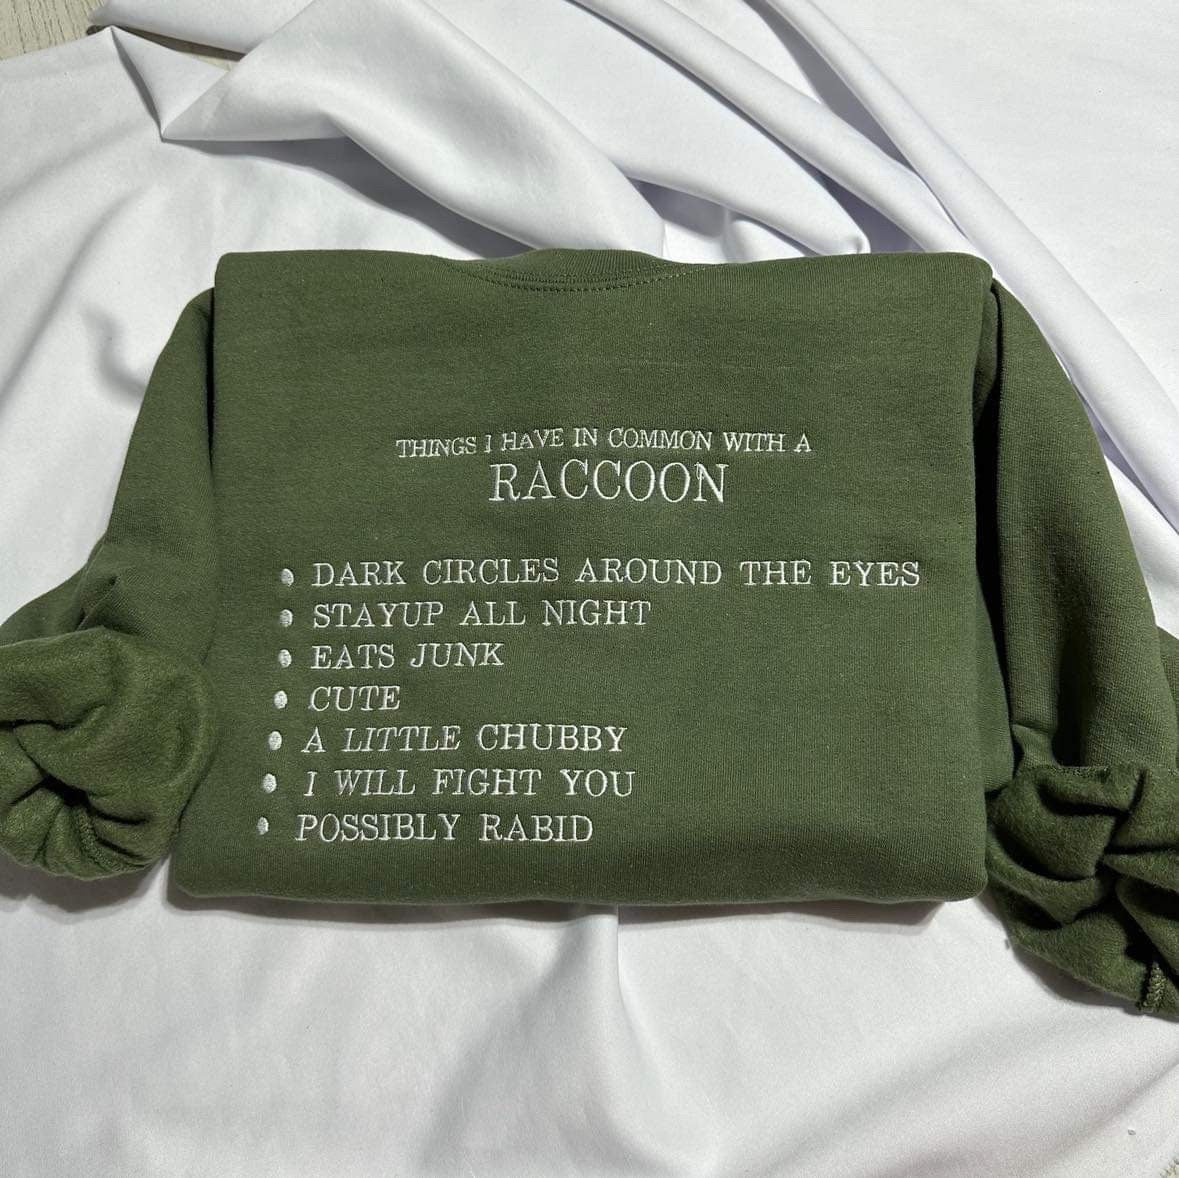 THINGS I HAVE IN COMMON WITH A
RACCOON
• DARK CIRCLES AROUND THE EYES
• STAYUP ALL NIGHT
• EATS JUNK
• CUTE
• A LITTLE CHUBBY
• I WILL FIGHT YOU
• POSSIBLY RABID